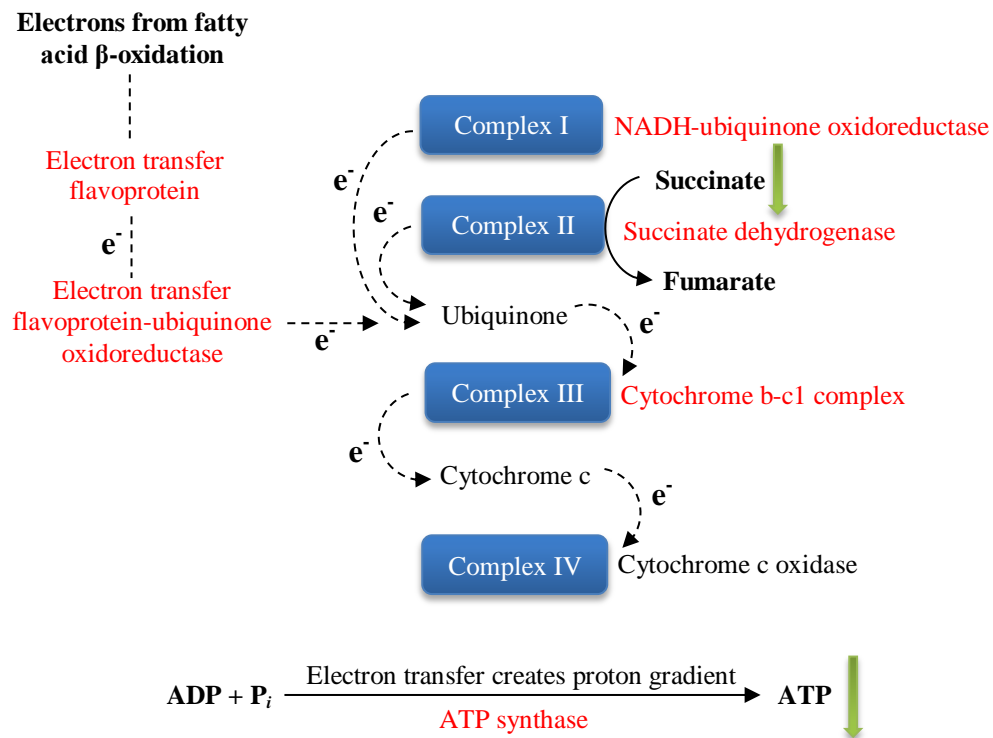 Electrons from fatty
acid β-oxidation
Electron transfer
flavoprotein
e-
Electron transfer
flavoprotein-ubiquinone
oxidoreductase
e-
Complex I
NADH-ubiquinone oxidoreductase
e-
Succinate
e-
Complex II
Succinate dehydrogenase
Fumarate
Ubiquinone
e-
Complex III
Cytochrome b-c1 complex
e-
Cytochrome c
e-
Complex IV
Cytochrome c oxidase
Electron transfer creates proton gradient
ADP + Pi
ATP
ATP synthase